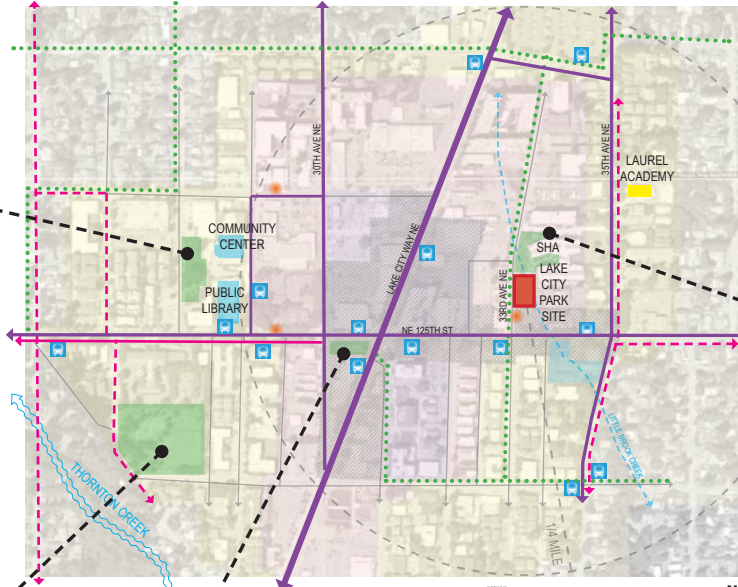 30TH AVE NE
35TH AVE NE
LAUREL
ACADEMY
COMMUNITY
CENTER
LAKE CITY WAY NE
SHA
LAKE
CITY
PARK
SITE
33RD AVE NE
PUBLIC
LIBRARY
NE 125TH ST
LITTLE BROOK CREEK
THORNTON CREEK
1/4 MILE